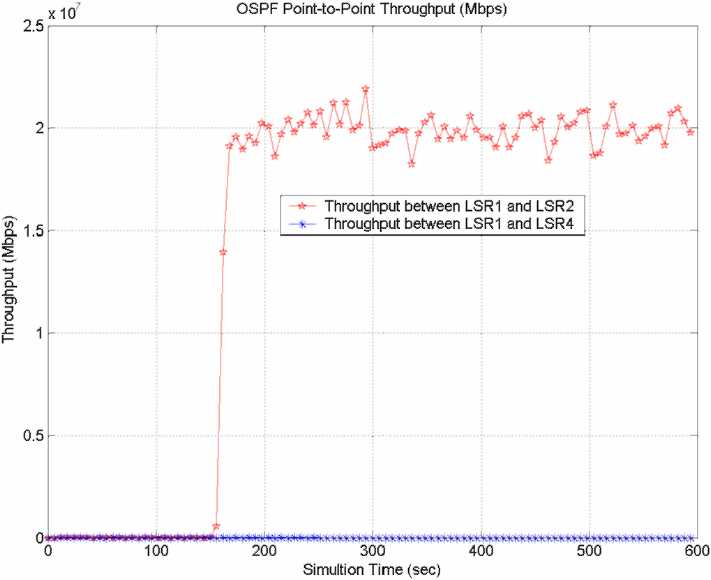 OSPF Point-to-Point Throughput (Mbps)
x 10^7
2.5
2
1.5
1
0.5
0
Throughput (Mbps)
Throughput between LSR1 and LSR2
Throughput between LSR1 and LSR4
0 100 200 300 400 500 600
Simultion Time (sec)